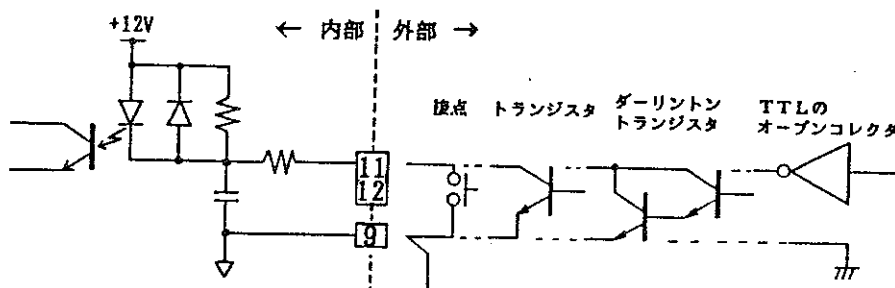 +12V
← 内部 外部 →
接点 トランジスタ ダーリントン
トランジスタ TTLの
オープンコレクタ
11
12
9